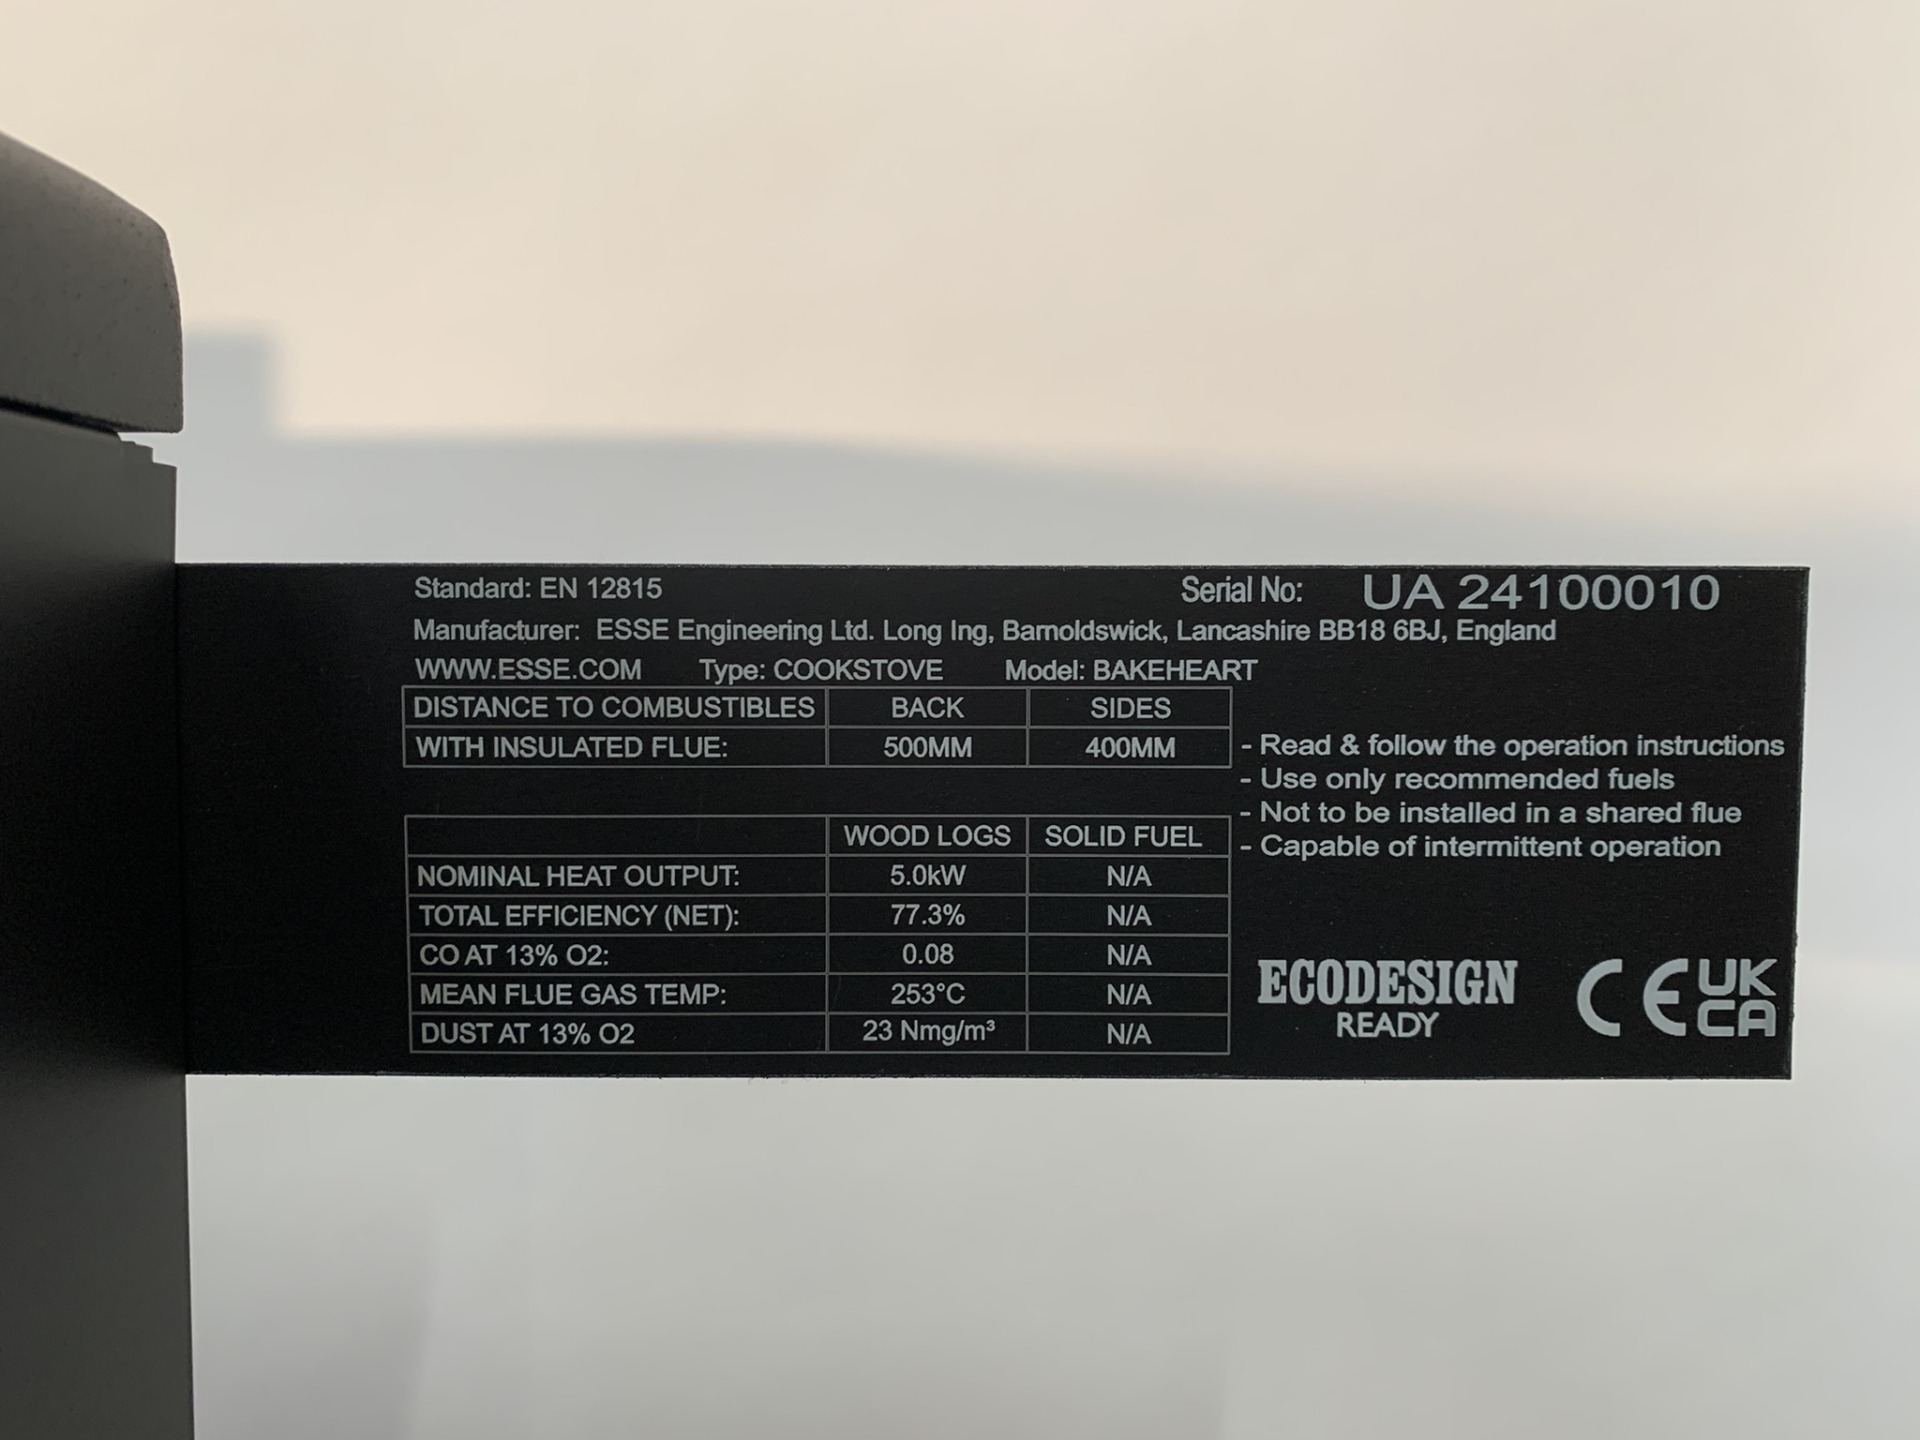 Standard: EN 12815 Serial No: UA 24100010
Manufacturer: ESSE Engineering Ltd. Long Ing, Barnoldswick, Lancashire BB18 6BJ, England
WWW.ESSE.COM Type: COOKSTOVE Model: BAKEHEART
DISTANCE TO COMBUSTIBLES BACK SIDES
WITH INSULATED FLUE: 500MM 400MM
- Read & follow the operation instructions
- Use only recommended fuels
- Not to be installed in a shared flue
- Capable of intermittent operation
WOOD LOGS SOLID FUEL
NOMINAL HEAT OUTPUT: 5.0kW N/A
TOTAL EFFICIENCY (NET): 77.3% N/A
CO AT 13% O2: 0.08 N/A
MEAN FLUE GAS TEMP: 253°C N/A
DUST AT 13% O2 23 Nmg/m³ N/A
ECODESIGN
READY
CE UK
CA